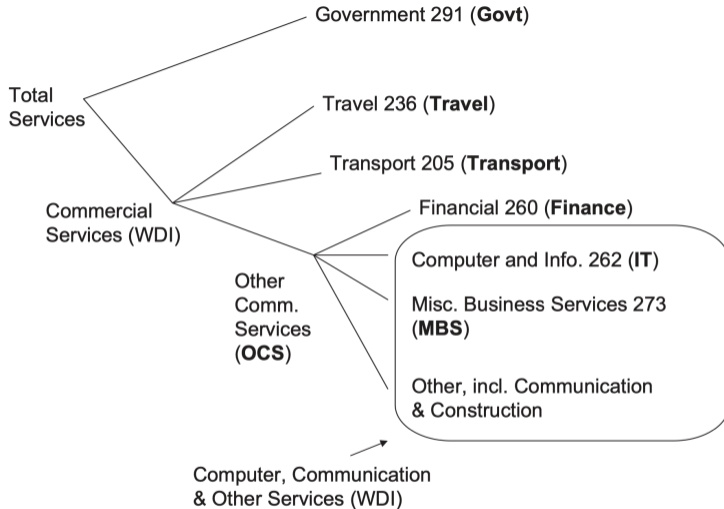 Government 291 (Govt)
Total
Services
Travel 236 (Travel)
Transport 205 (Transport)
Commercial
Services (WDI)
Financial 260 (Finance)
Computer and Info. 262 (IT)
Other
Comm.
Services
(OCS)
Misc. Business Services 273
(MBS)
Other, incl. Communication
& Construction
Computer, Communication
& Other Services (WDI)